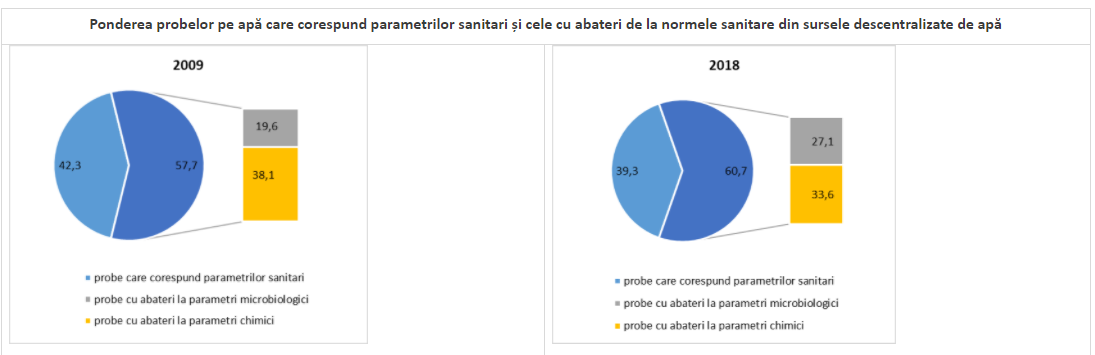 Ponderea probelor pe apă care corespund parametrilor sanitari și cele cu abateri de la normele sanitare din sursele descentralizate de apă
2009
42,3
57,7
19,6
38,1
probe care corespund parametrilor sanitari
probe cu abateri la parametri microbiologici
probe cu abateri la parametri chimici
2018
39,3
60,7
27,1
33,6
probe care corespund parametrilor sanitari
probe cu abateri la parametri microbiologici
probe cu abateri la parametri chimici